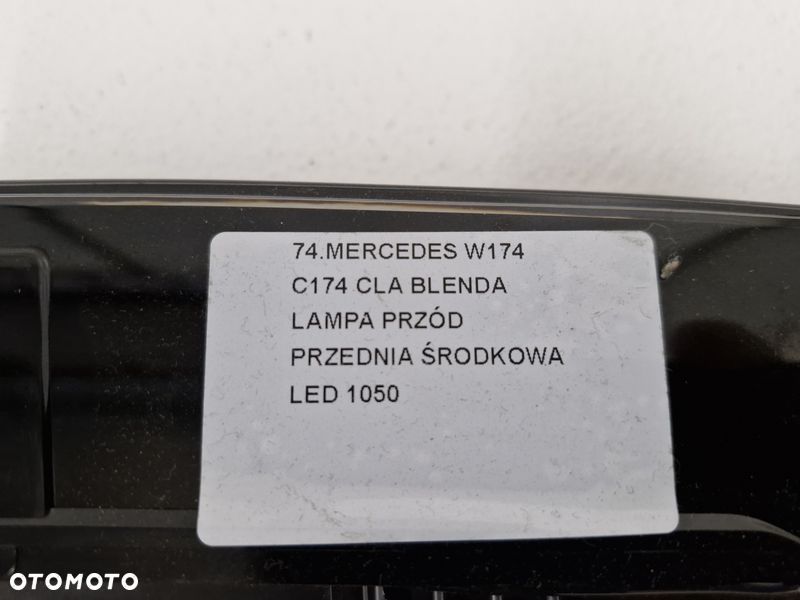 74.MERCEDES W174
C174 CLA BLENDA
LAMPA PRZÓD
PRZEDNIA ŚRODKOWA
LED 1050
OTOMOTO